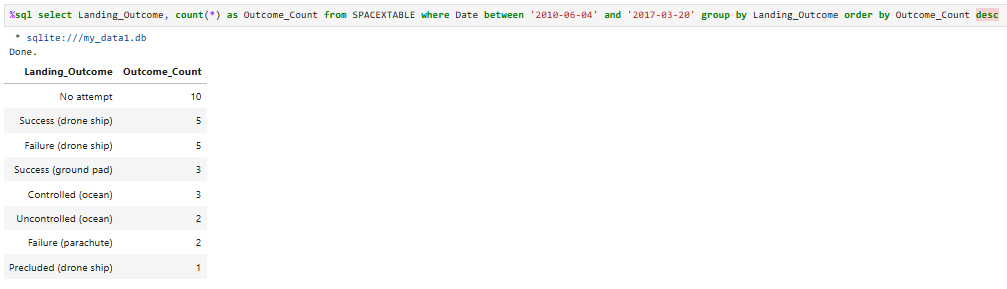 %sql select Landing_Outcome, count(*) as Outcome_Count from SPACEXTABLE where Date between '2010-06-04' and '2017-03-20' group by Landing_Outcome order by Outcome_Count desc
* sqlite:///my_data1.db
Done.
Landing_Outcome Outcome_Count
No attempt 10
Success (drone ship) 5
Failure (drone ship) 5
Success (ground pad) 3
Controlled (ocean) 3
Uncontrolled (ocean) 2
Failure (parachute) 2
Precluded (drone ship) 1